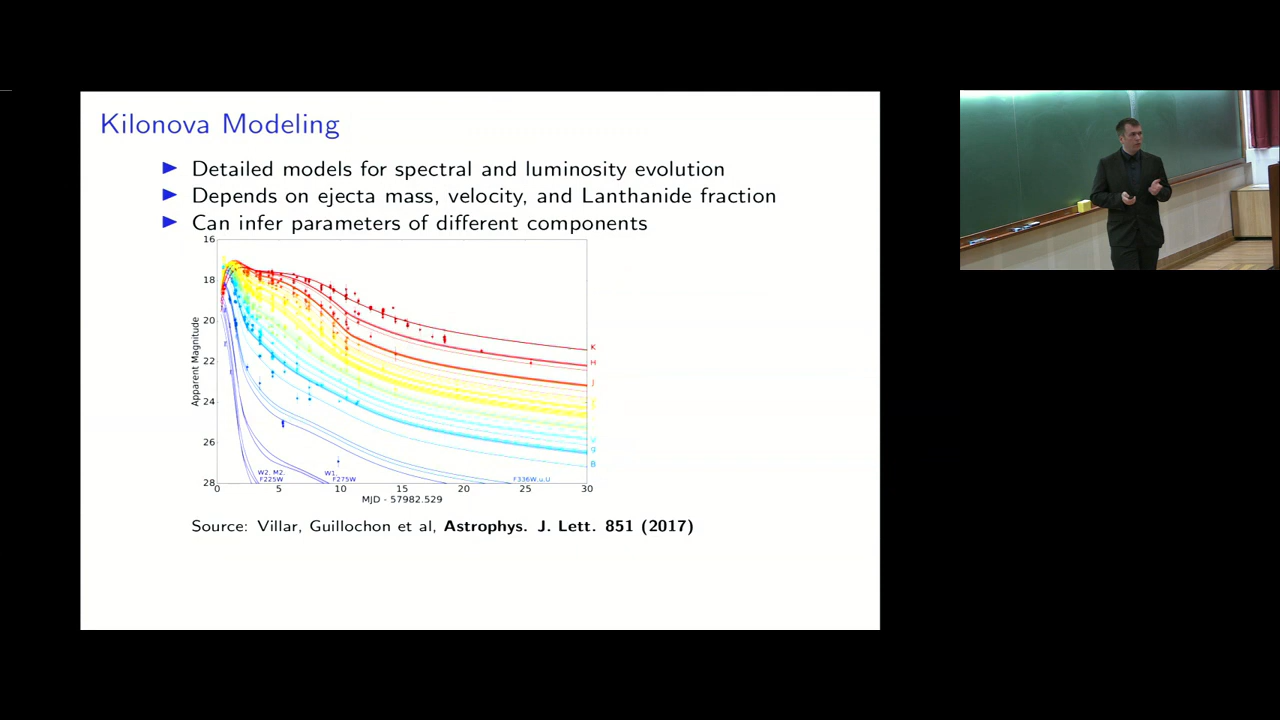 Kilonova Modeling
Detailed models for spectral and luminosity evolution
Depends on ejecta mass, velocity, and Lanthanide fraction
Can infer parameters of different components
16
18
20
22
24
26
28
Apparent Magnitude
K
H
J
V
g
B
W2, M2,
F225W
W1,
F275W
F336W,u,U
0 5 10 15 20 25 30
MJD - 57982.529
Source: Villar, Guillochon et al, Astrophys. J. Lett. 851 (2017)